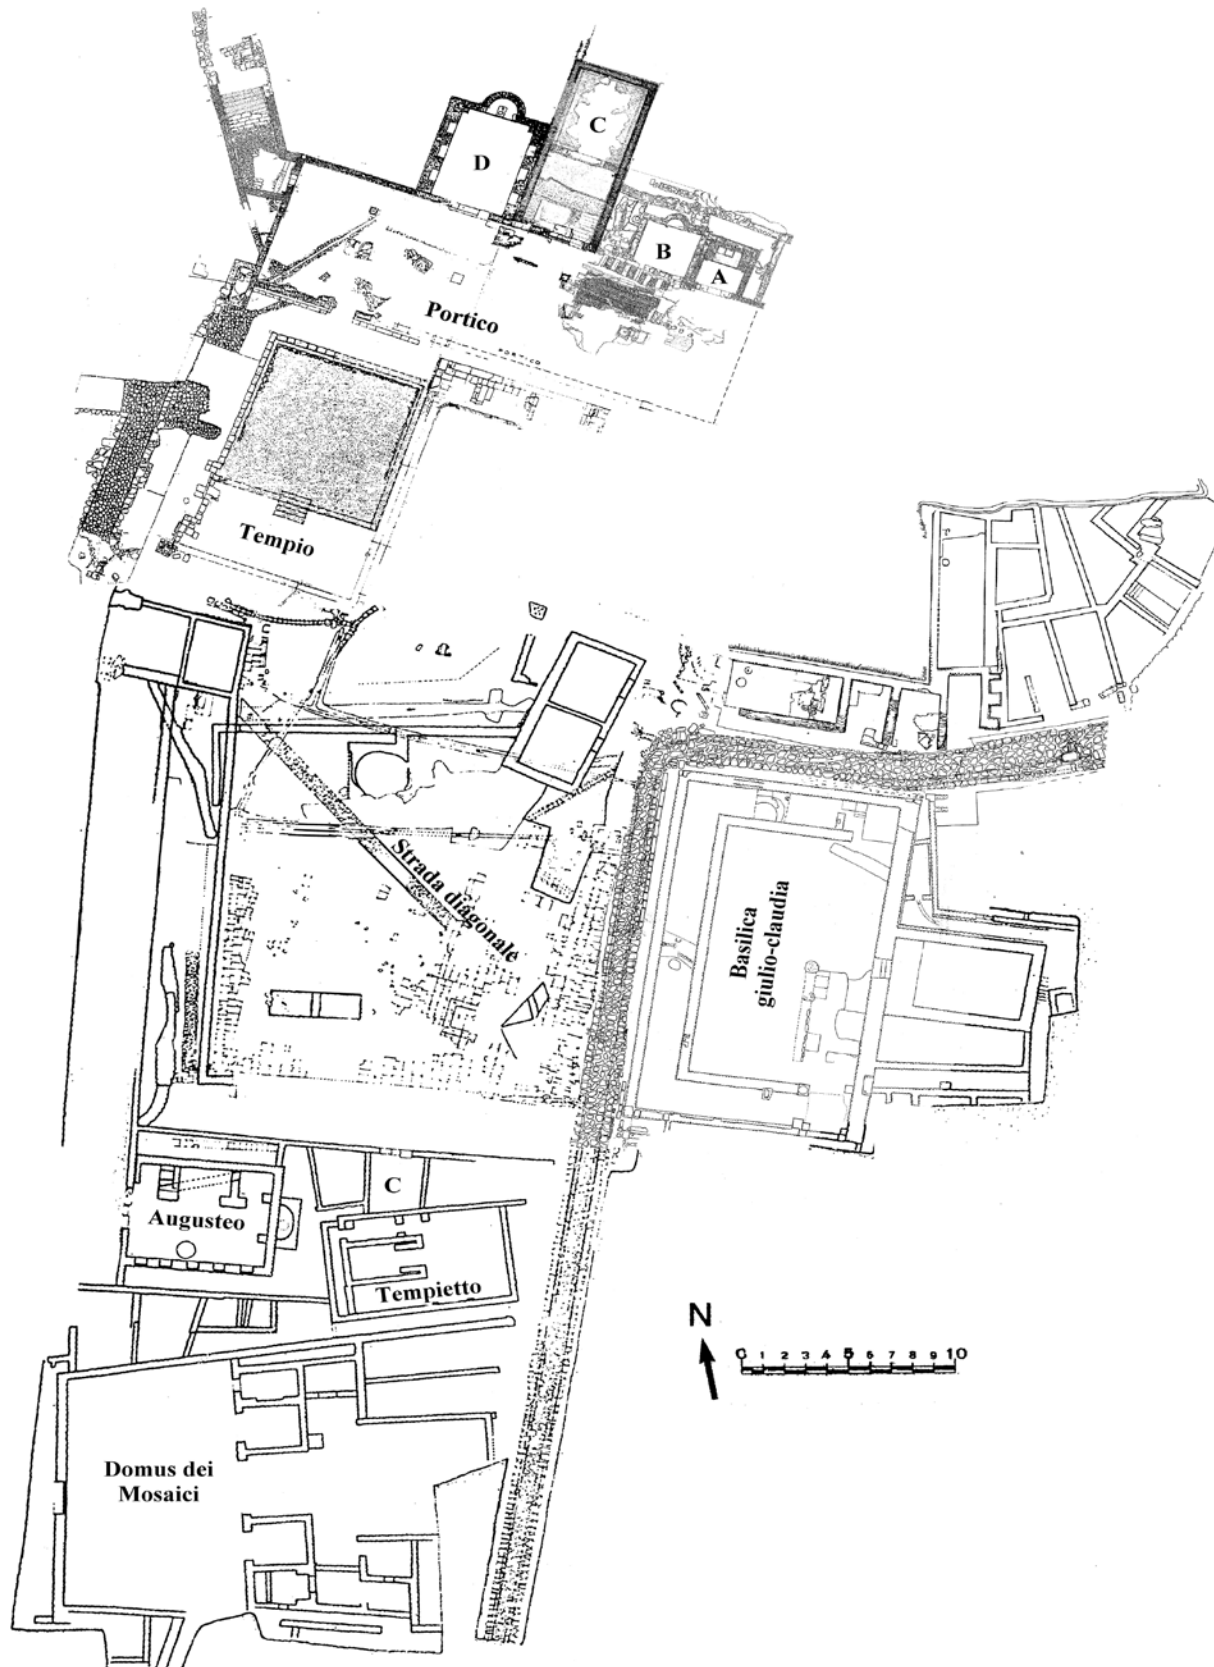 C
D
B
A
Portico
PORTICO
Tempio
Strada diagonale
Basilica
giulio-claudia
C
Augusteo
Tempietto
N
0 1 2 3 4 5 6 7 8 9 10
Domus dei
Mosaici